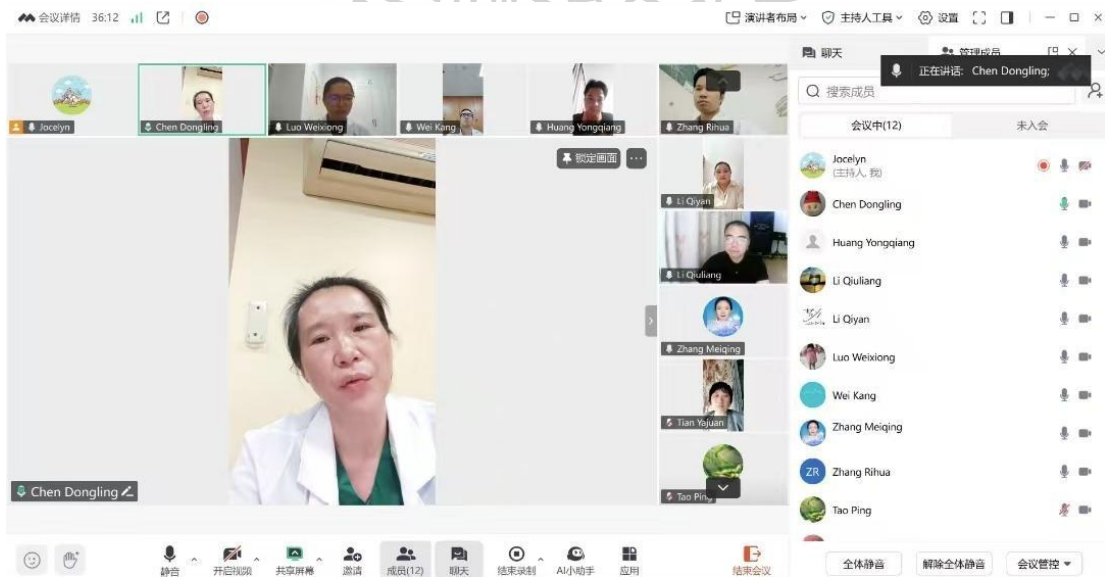 会议详情 36:12
演讲者布局
主持人工具
设置
Jocelyn
Chen Dongling
Luo Weixiong
Wei Kang
Huang Yongqiang
Zhang Rihua
锁定画面
Li Qiyan
Li Qiuliang
Zhang Meiqing
Tian Yajuan
Tao Ping
Chen Dongling
聊天
管理成员
正在讲话: Chen Dongling;
搜索成员
会议中(12)
未入会
Jocelyn
(主持人, 我)
Chen Dongling
Huang Yongqiang
Li Qiuliang
Li Qiyan
Luo Weixiong
Wei Kang
Zhang Meiqing
ZR Zhang Rihua
Tao Ping
静音
开启视频
共享屏幕
邀请
成员(12)
聊天
结束录制
AI小助手
应用
结束会议
全体静音
解除全体静音
会议管控